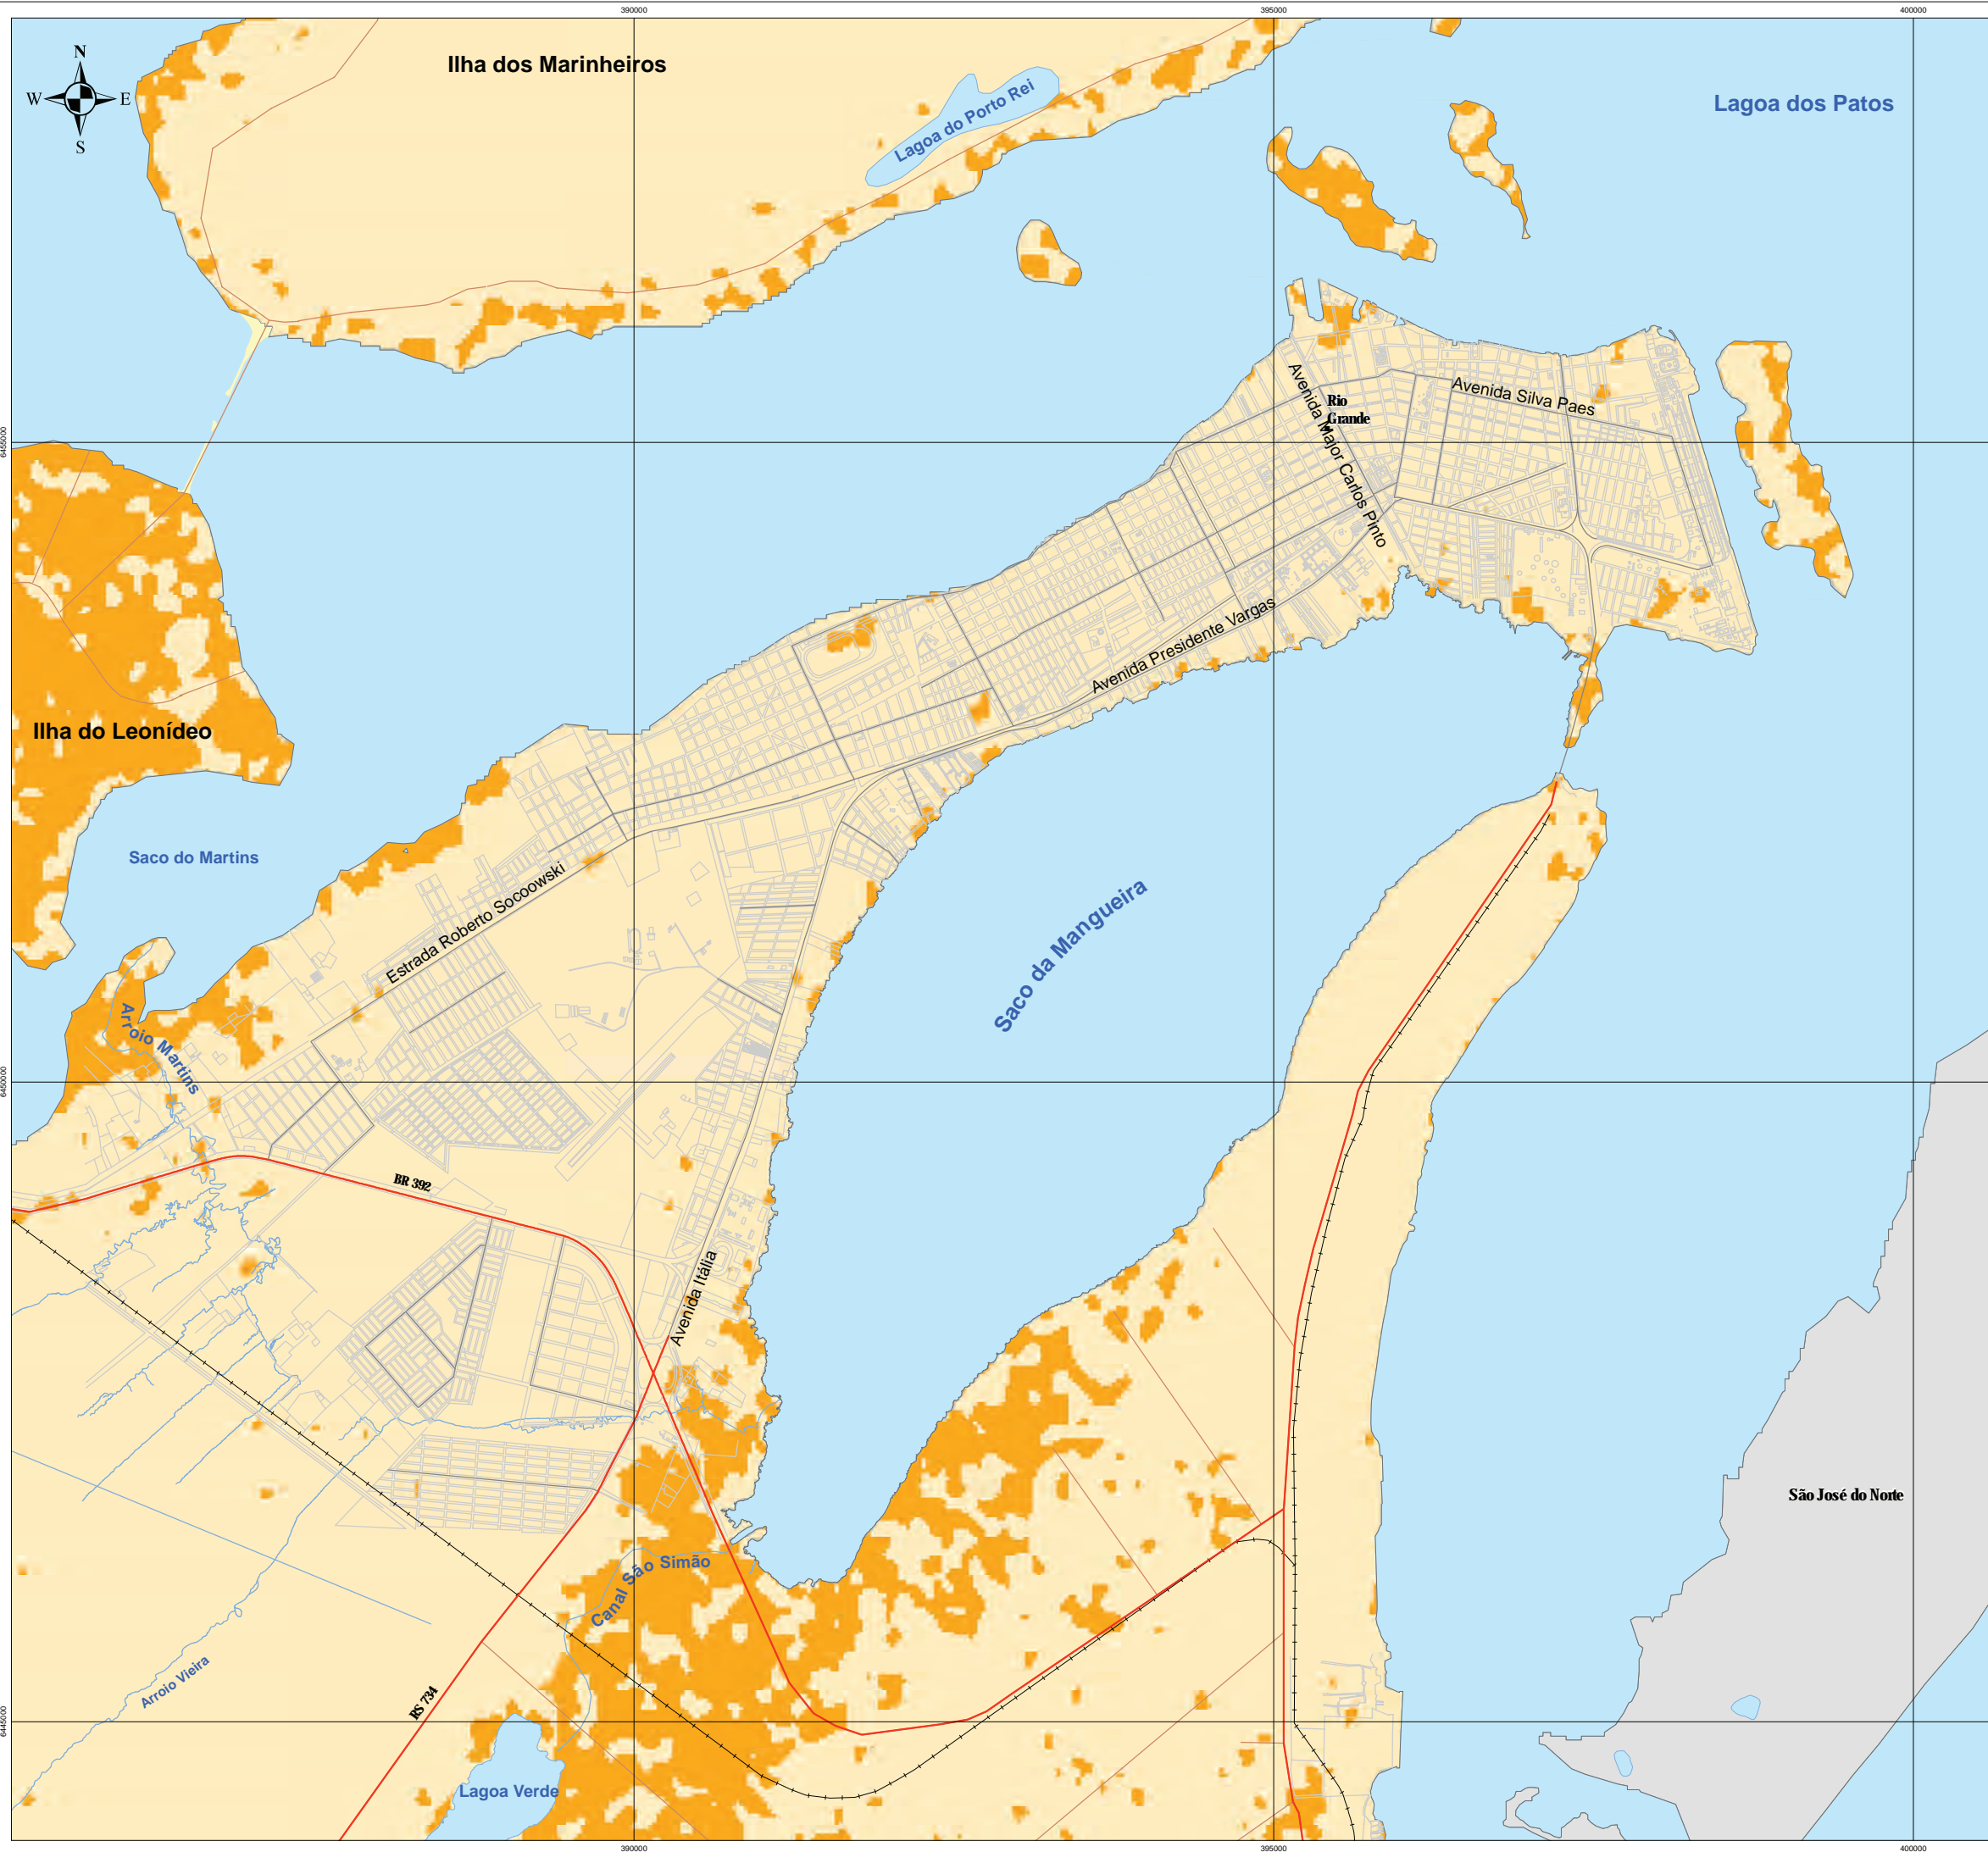 390000
395000
400000
N
W E
S
Ilha dos Marinheiros
Lagoa do Porto Rei
Lagoa dos Patos
Avenida Silva Paes
Rio
Grande
Avenida Major Carlos Pinto
6455000
Avenida Presidente Vargas
Ilha do Leonídeo
Saco do Martins
Estrada Roberto Socoowski
Saco da Mangueira
Arroio Martins
6450000
BR 392
Avenida Itália
São José do Norte
Canal São Simão
Arroio Vieira
RS 734
6445000
Lagoa Verde
390000
395000
400000